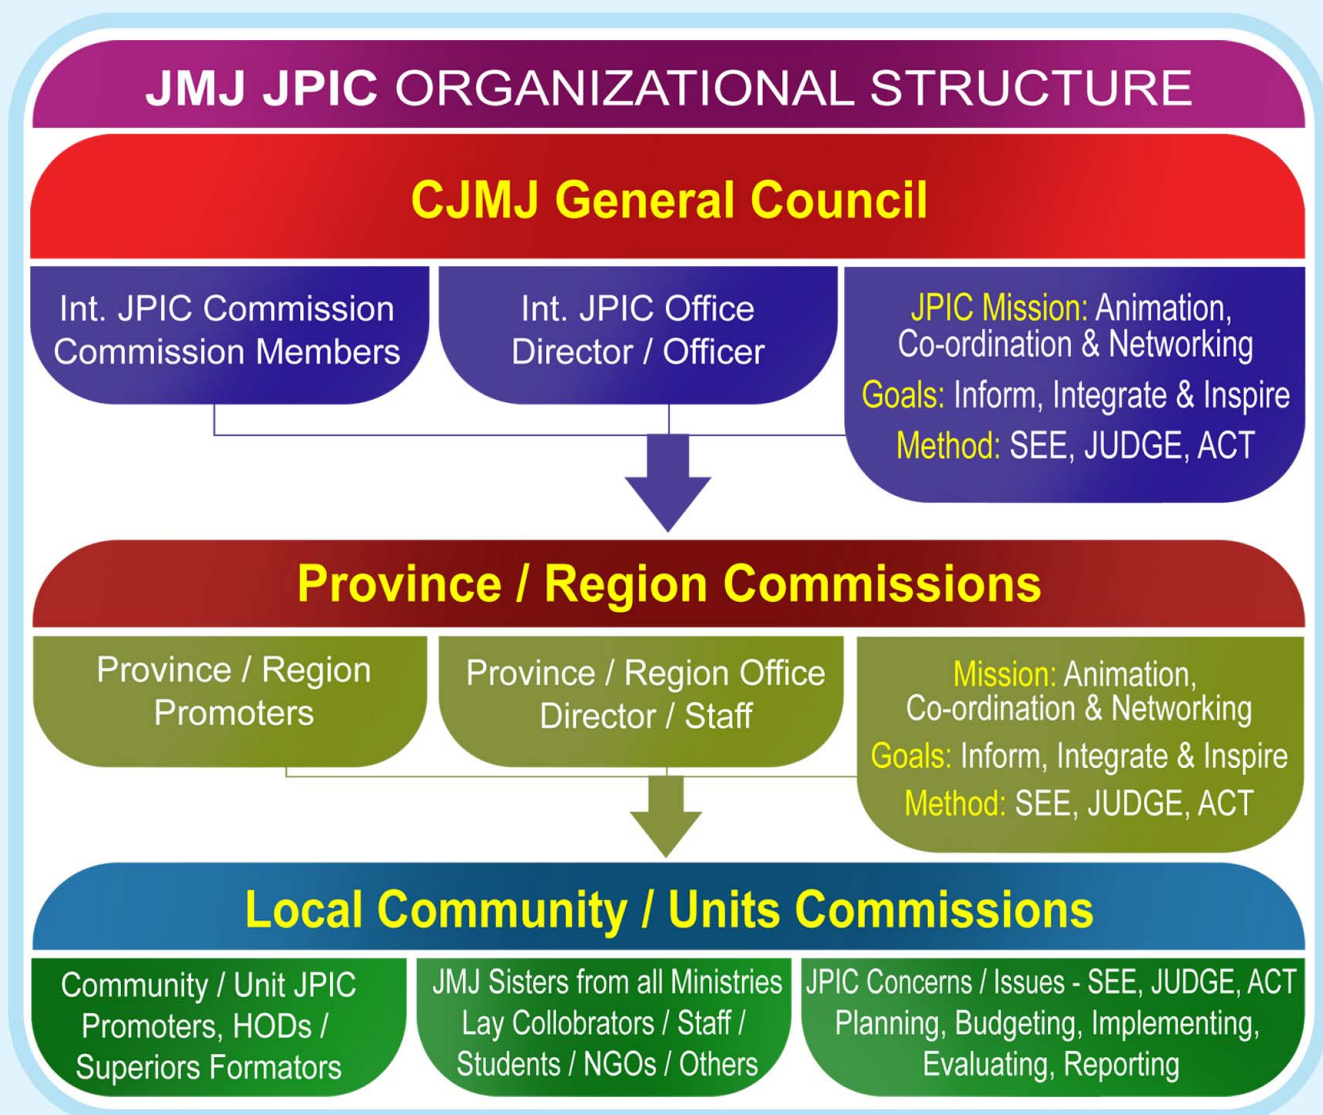 JMJ JPIC ORGANIZATIONAL STRUCTURE
CJMJ General Council
Int. JPIC Commission
Commission Members
Int. JPIC Office
Director / Officer
JPIC Mission: Animation,
Co-ordination & Networking
Goals: Inform, Integrate & Inspire
Method: SEE, JUDGE, ACT
Province / Region Commissions
Province / Region
Promoters
Province / Region Office
Director / Staff
Mission: Animation,
Co-ordination & Networking
Goals: Inform, Integrate & Inspire
Method: SEE, JUDGE, ACT
Local Community / Units Commissions
Community / Unit JPIC
Promoters, HODs /
Superiors Formators
JMJ Sisters from all Ministries
Lay Collobrators / Staff /
Students / NGOs / Others
JPIC Concerns / Issues - SEE, JUDGE, ACT
Planning, Budgeting, Implementing,
Evaluating, Reporting